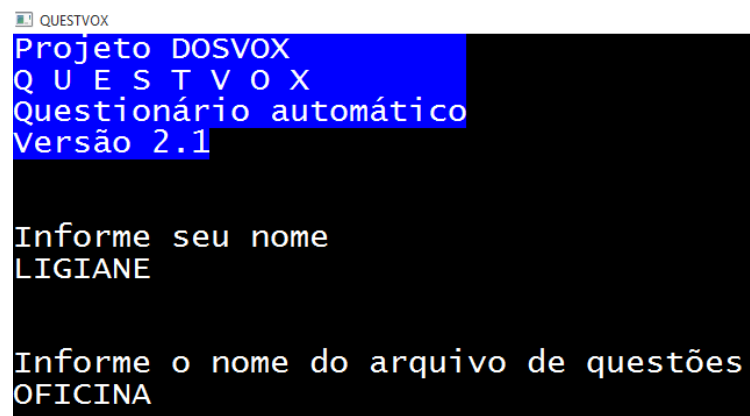 QUESTVOX
Projeto DOSVOX
Q U E S T V O X
Questionário automático
Versão 2.1
Informe seu nome
LIGIANE
Informe o nome do arquivo de questões
OFICINA